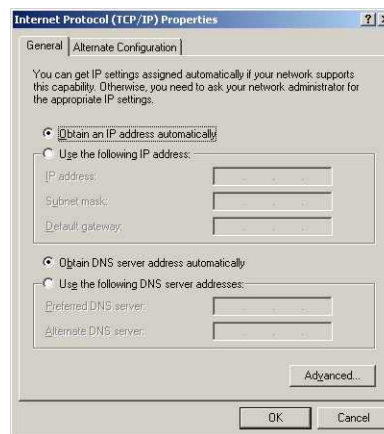 Internet Protocol (TCP/IP) Properties
General
Alternate Configuration
You can get IP settings assigned automatically if your network supports
this capability. Otherwise, you need to ask your network administrator for
the appropriate IP settings.
Obtain an IP address automatically
Use the following IP address:
IP address:
Subnet mask:
Default gateway:
Obtain DNS server address automatically
Use the following DNS server addresses:
Preferred DNS server:
Alternate DNS server:
Advanced...
OK
Cancel